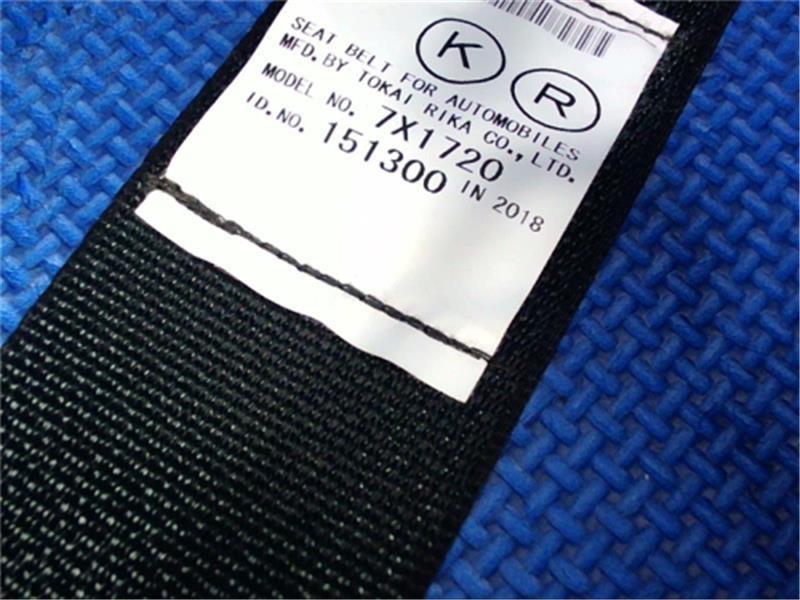 K R
SEAT BELT FOR AUTOMOBILES
MFD. BY TOKAI RIKA CO., LTD.
MODEL NO. 7X1720
ID. NO. 151300 IN 2018